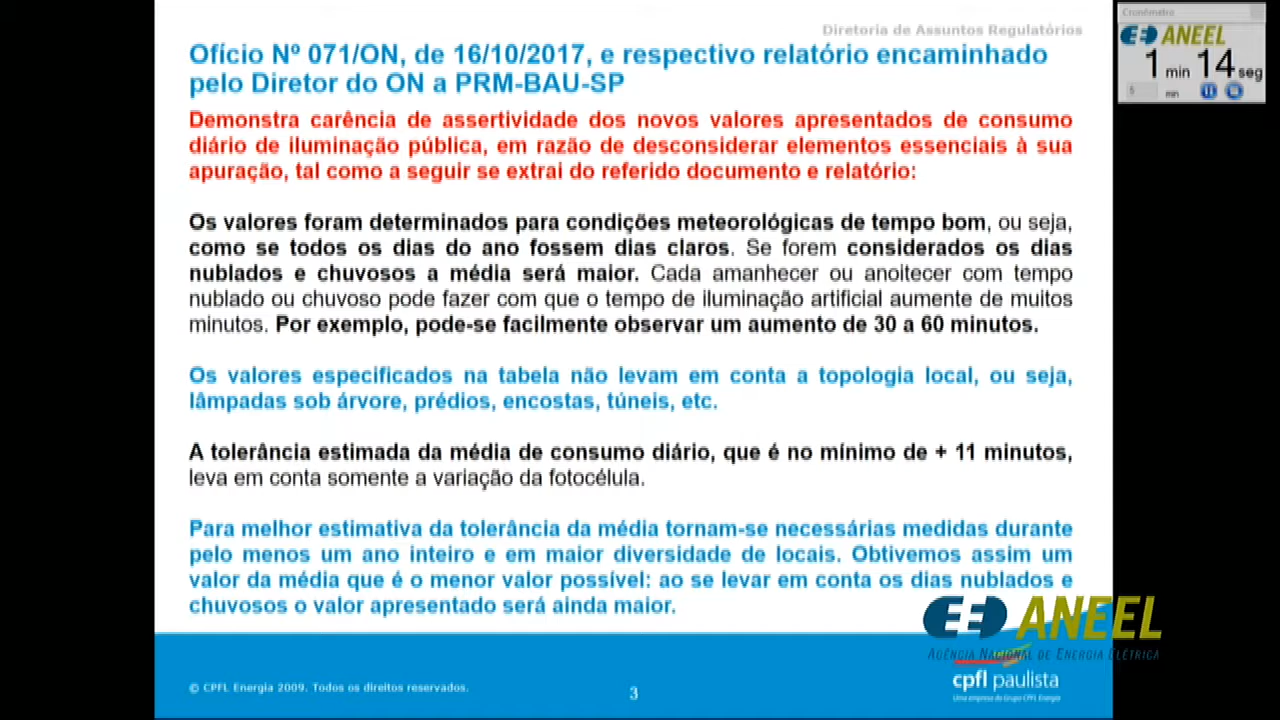 Diretoria de Assuntos Regulatórios
Ofício Nº 071/ON, de 16/10/2017, e respectivo relatório encaminhado
pelo Diretor do ON a PRM-BAU-SP
Demonstra carência de assertividade dos novos valores apresentados de consumo
diário de iluminação pública, em razão de desconsiderar elementos essenciais à sua
apuração, tal como a seguir se extrai do referido documento e relatório:
Os valores foram determinados para condições meteorológicas de tempo bom, ou seja,
como se todos os dias do ano fossem dias claros. Se forem considerados os dias
nublados e chuvosos a média será maior. Cada amanhecer ou anoitecer com tempo
nublado ou chuvoso pode fazer com que o tempo de iluminação artificial aumente de muitos
minutos. Por exemplo, pode-se facilmente observar um aumento de 30 a 60 minutos.
Os valores especificados na tabela não levam em conta a topologia local, ou seja,
lâmpadas sob árvore, prédios, encostas, túneis, etc.
A tolerância estimada da média de consumo diário, que é no mínimo de + 11 minutos,
leva em conta somente a variação da fotocélula.
Para melhor estimativa da tolerância da média tornam-se necessárias medidas durante
pelo menos um ano inteiro e em maior diversidade de locais. Obtivemos assim um
valor da média que é o menor valor possível: ao se levar em conta os dias nublados e
chuvosos o valor apresentado será ainda maior.
© CPFL Energia 2009. Todos os direitos reservados.
3
cpfl paulista
Uma empresa do Grupo CPFL Energia
ANEEL
AGÊNCIA NACIONAL DE ENERGIA ELÉTRICA
Cronômetro
ANEEL
1 min 14 seg
5 min